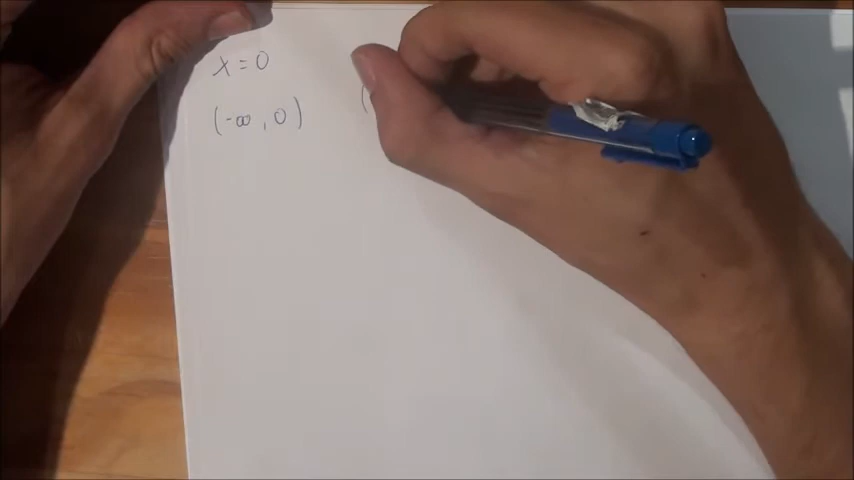 x = 0
(-∞, 0) (